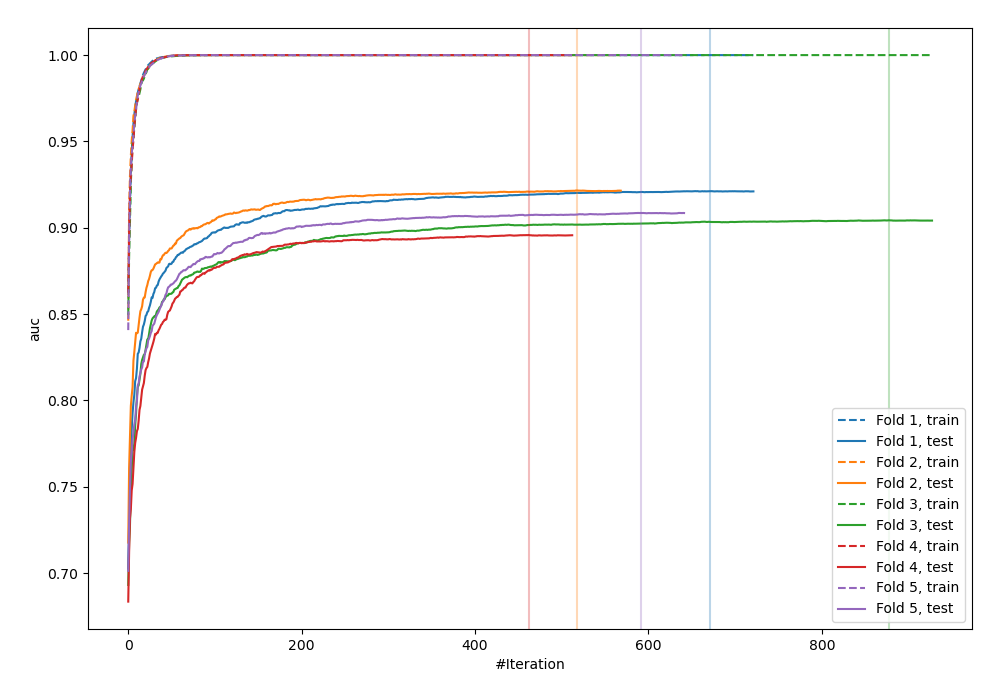 1.00
0.95
0.90
0.85
0.80
0.75
0.70
auc
0
200
400
600
800
#Iteration
Fold 1, train
Fold 1, test
Fold 2, train
Fold 2, test
Fold 3, train
Fold 3, test
Fold 4, train
Fold 4, test
Fold 5, train
Fold 5, test